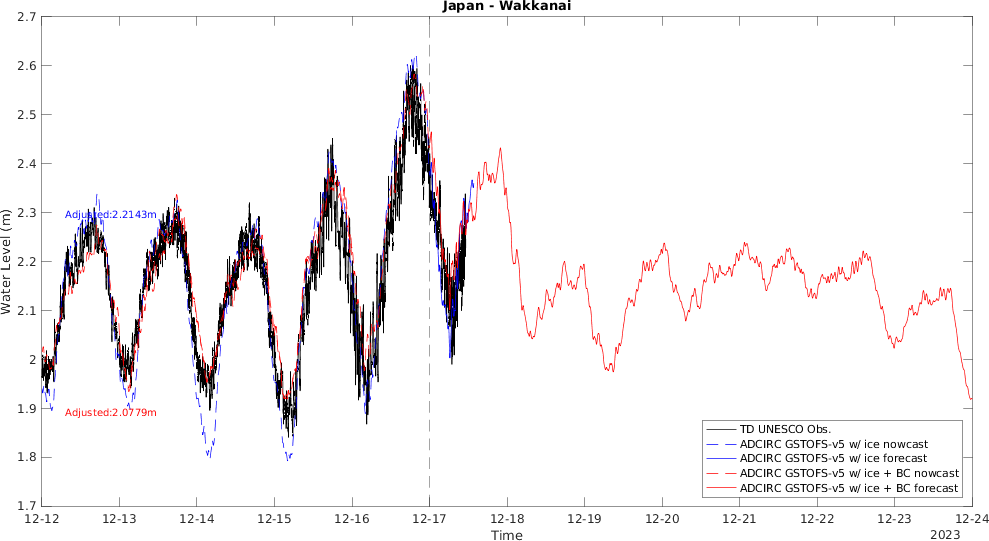 Japan - Wakkanai
Water Level (m)
2.7
2.6
2.5
2.4
2.3
2.2
2.1
2
1.9
1.8
1.7
Adjusted:2.2143m
Adjusted:2.0779m
TD UNESCO Obs.
ADCIRC GSTOFS-v5 w/ ice nowcast
ADCIRC GSTOFS-v5 w/ ice forecast
ADCIRC GSTOFS-v5 w/ ice + BC nowcast
ADCIRC GSTOFS-v5 w/ ice + BC forecast
12-12 12-13 12-14 12-15 12-16 12-17 12-18 12-19 12-20 12-21 12-22 12-23 12-24
Time
2023